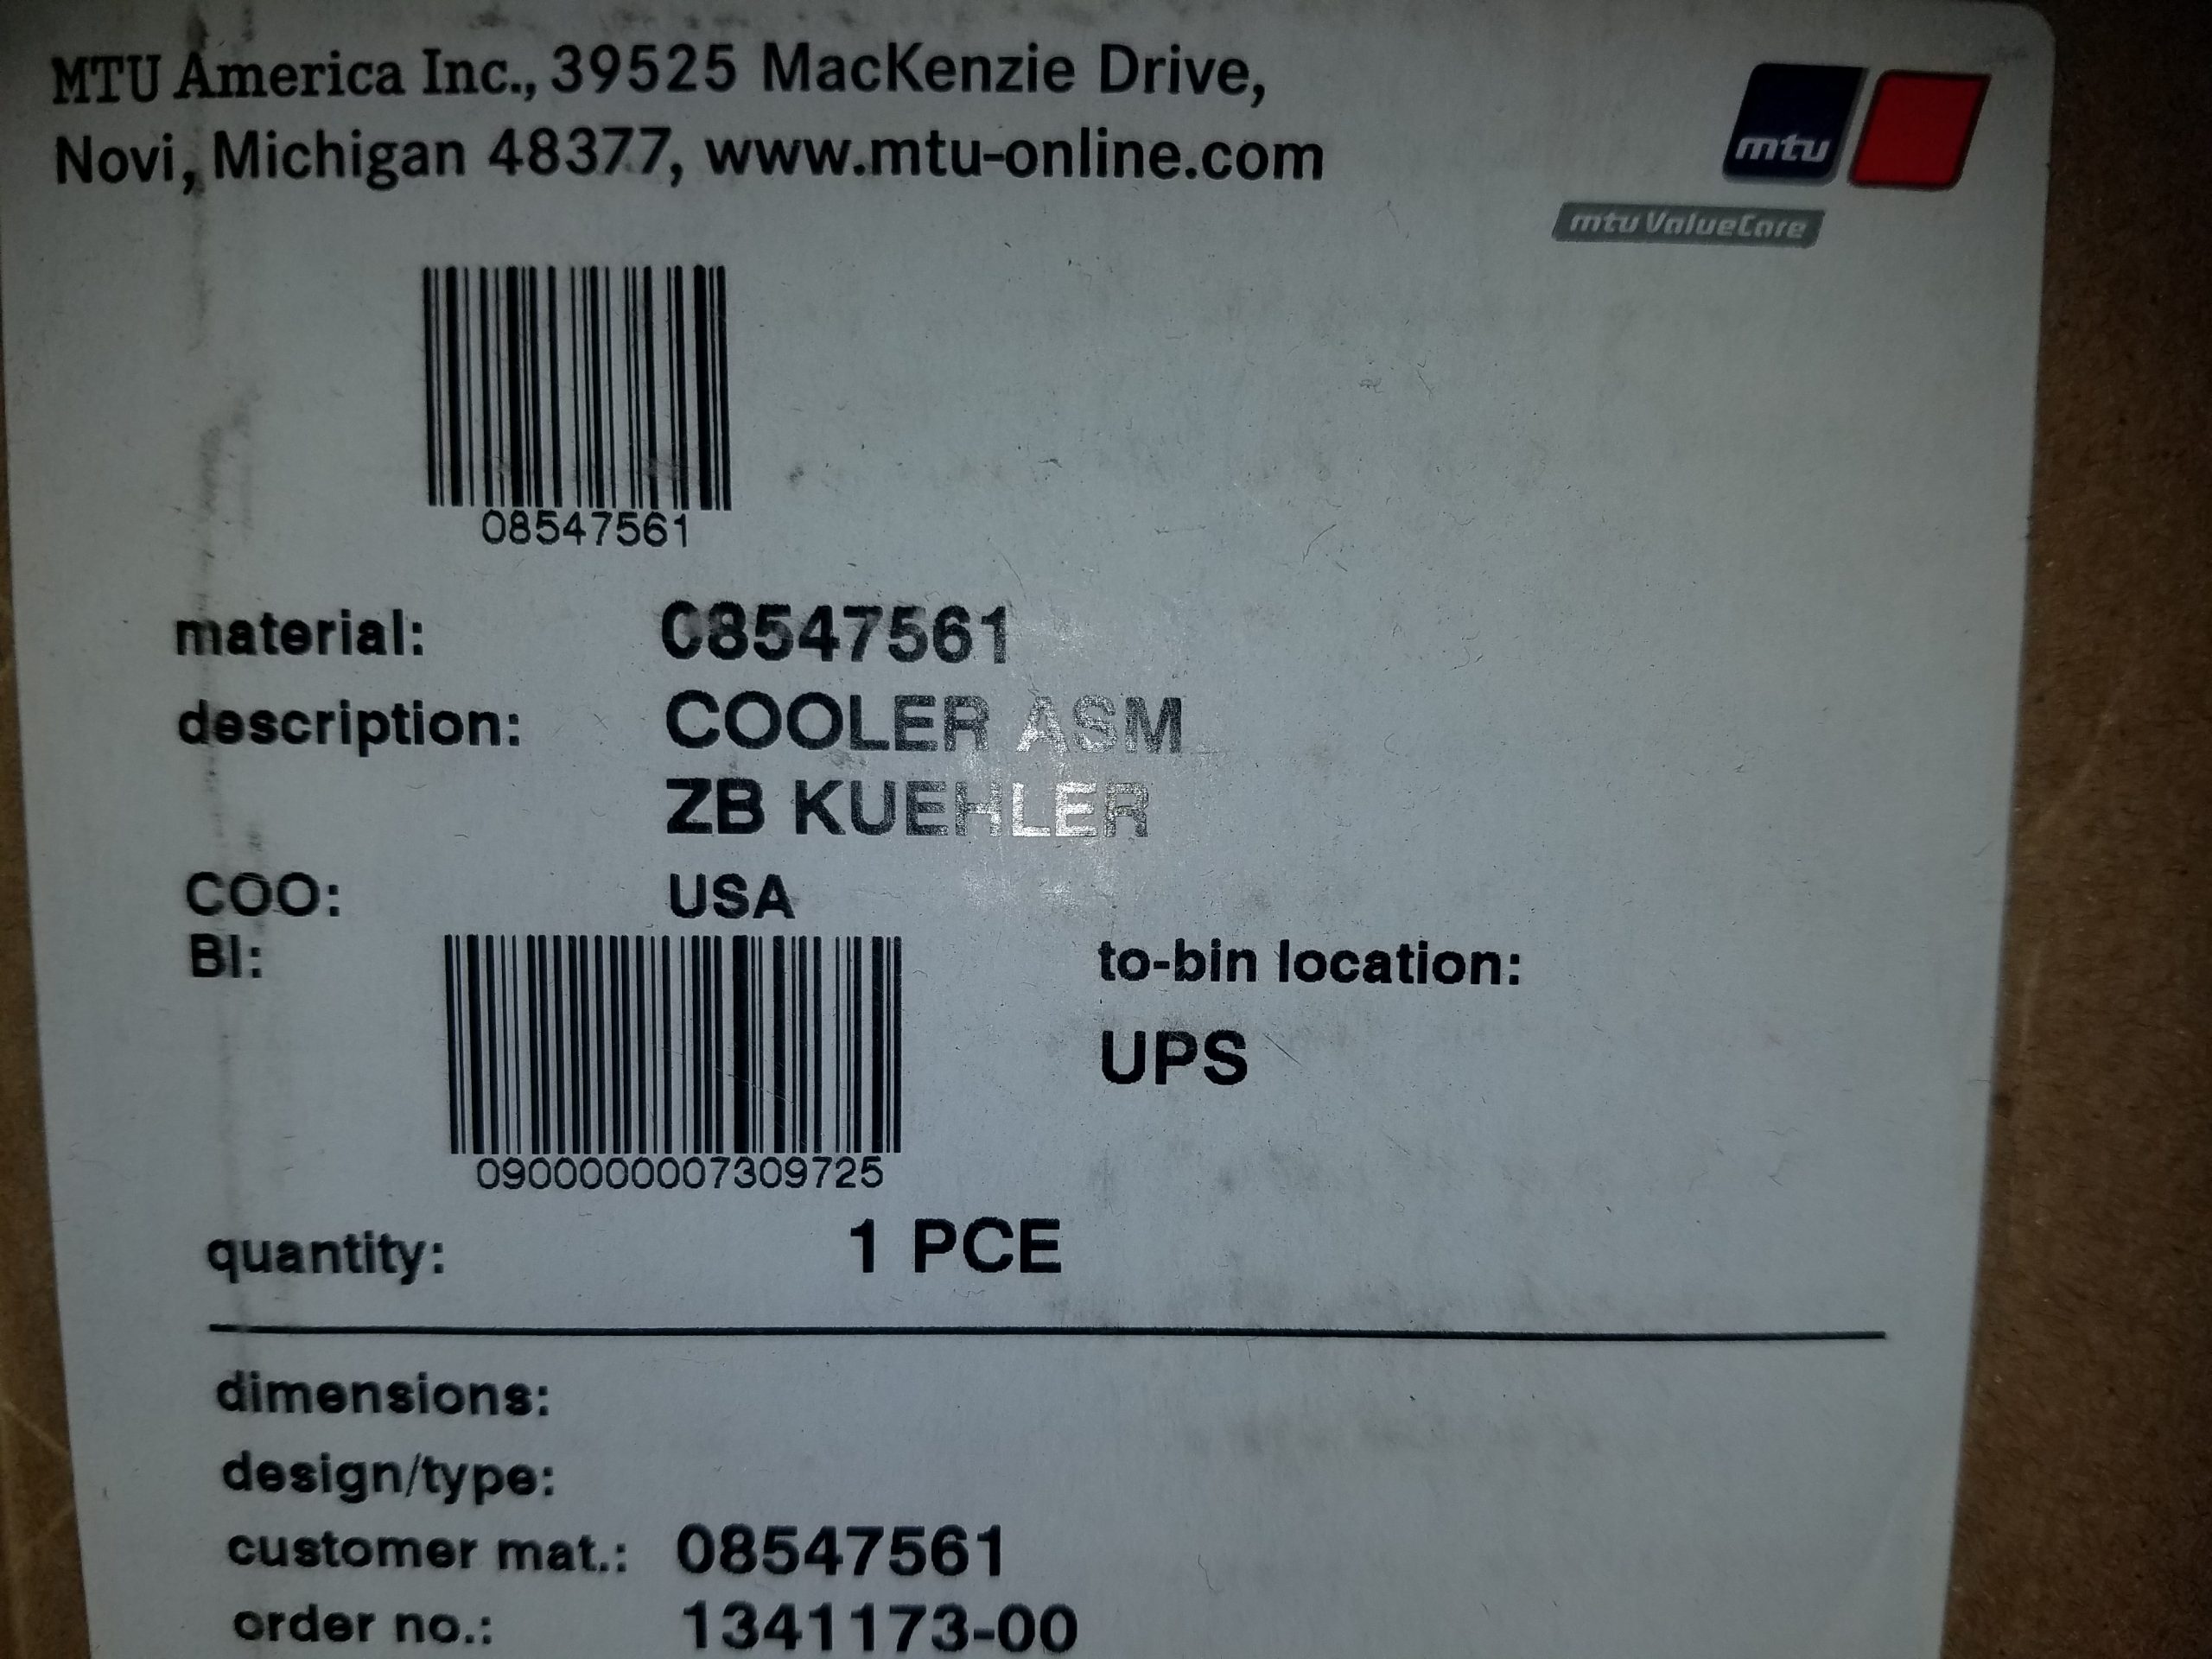 MTU America Inc., 39525 MacKenzie Drive,
Novi, Michigan 48377, www.mtu-online.com
mtu
mtu ValueCare
08547561
material: 08547561
description: COOLER ASM
ZB KUEHLER
COO: USA
BI:
to-bin location:
UPS
0900000007309725
quantity: 1 PCE
dimensions:
design/type:
customer mat.: 08547561
order no.: 1341173-00